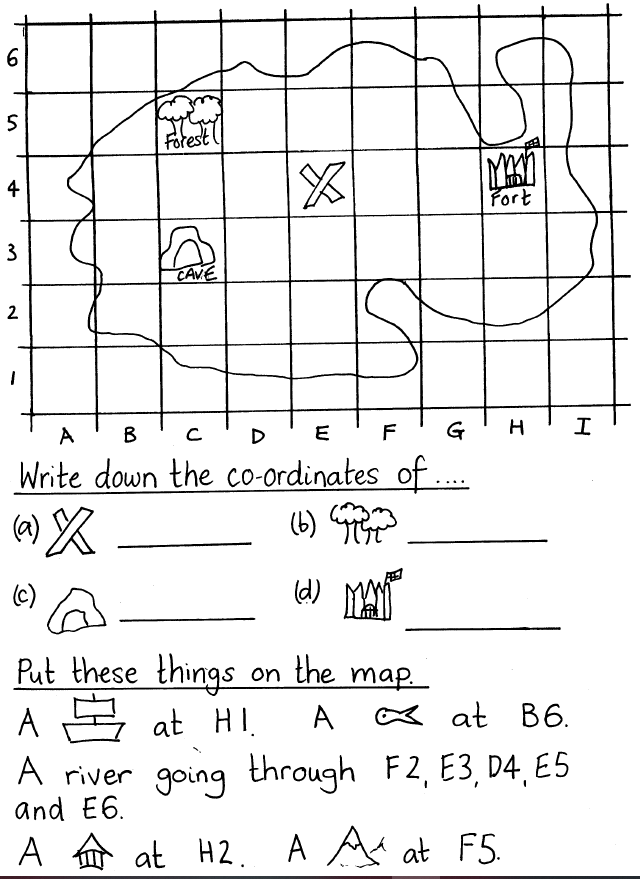 6
5
Forest
4
Fort
3
CAVE
2
1
A B C D E F G H I
Write down the co-ordinates of ....
(a) (b)
(c) (d)
Put these things on the map.
A at H1. A at B6.
A river going through F2, E3, D4, E5
and E6.
A at H2. A at F5.